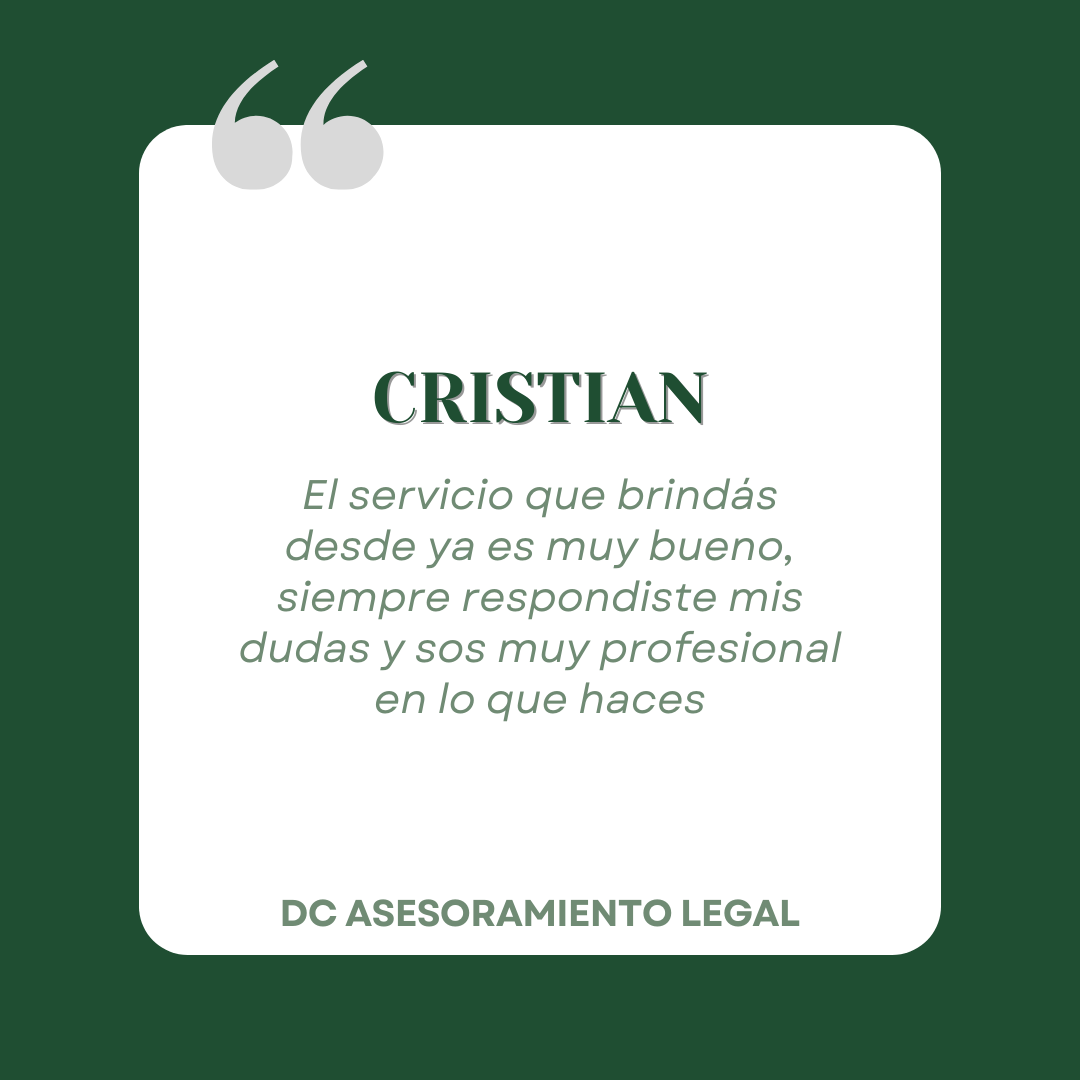 CRISTIAN
El servicio que brindás
desde ya es muy bueno,
siempre respondiste mis
dudas y sos muy profesional
en lo que haces
DC ASESORAMIENTO LEGAL